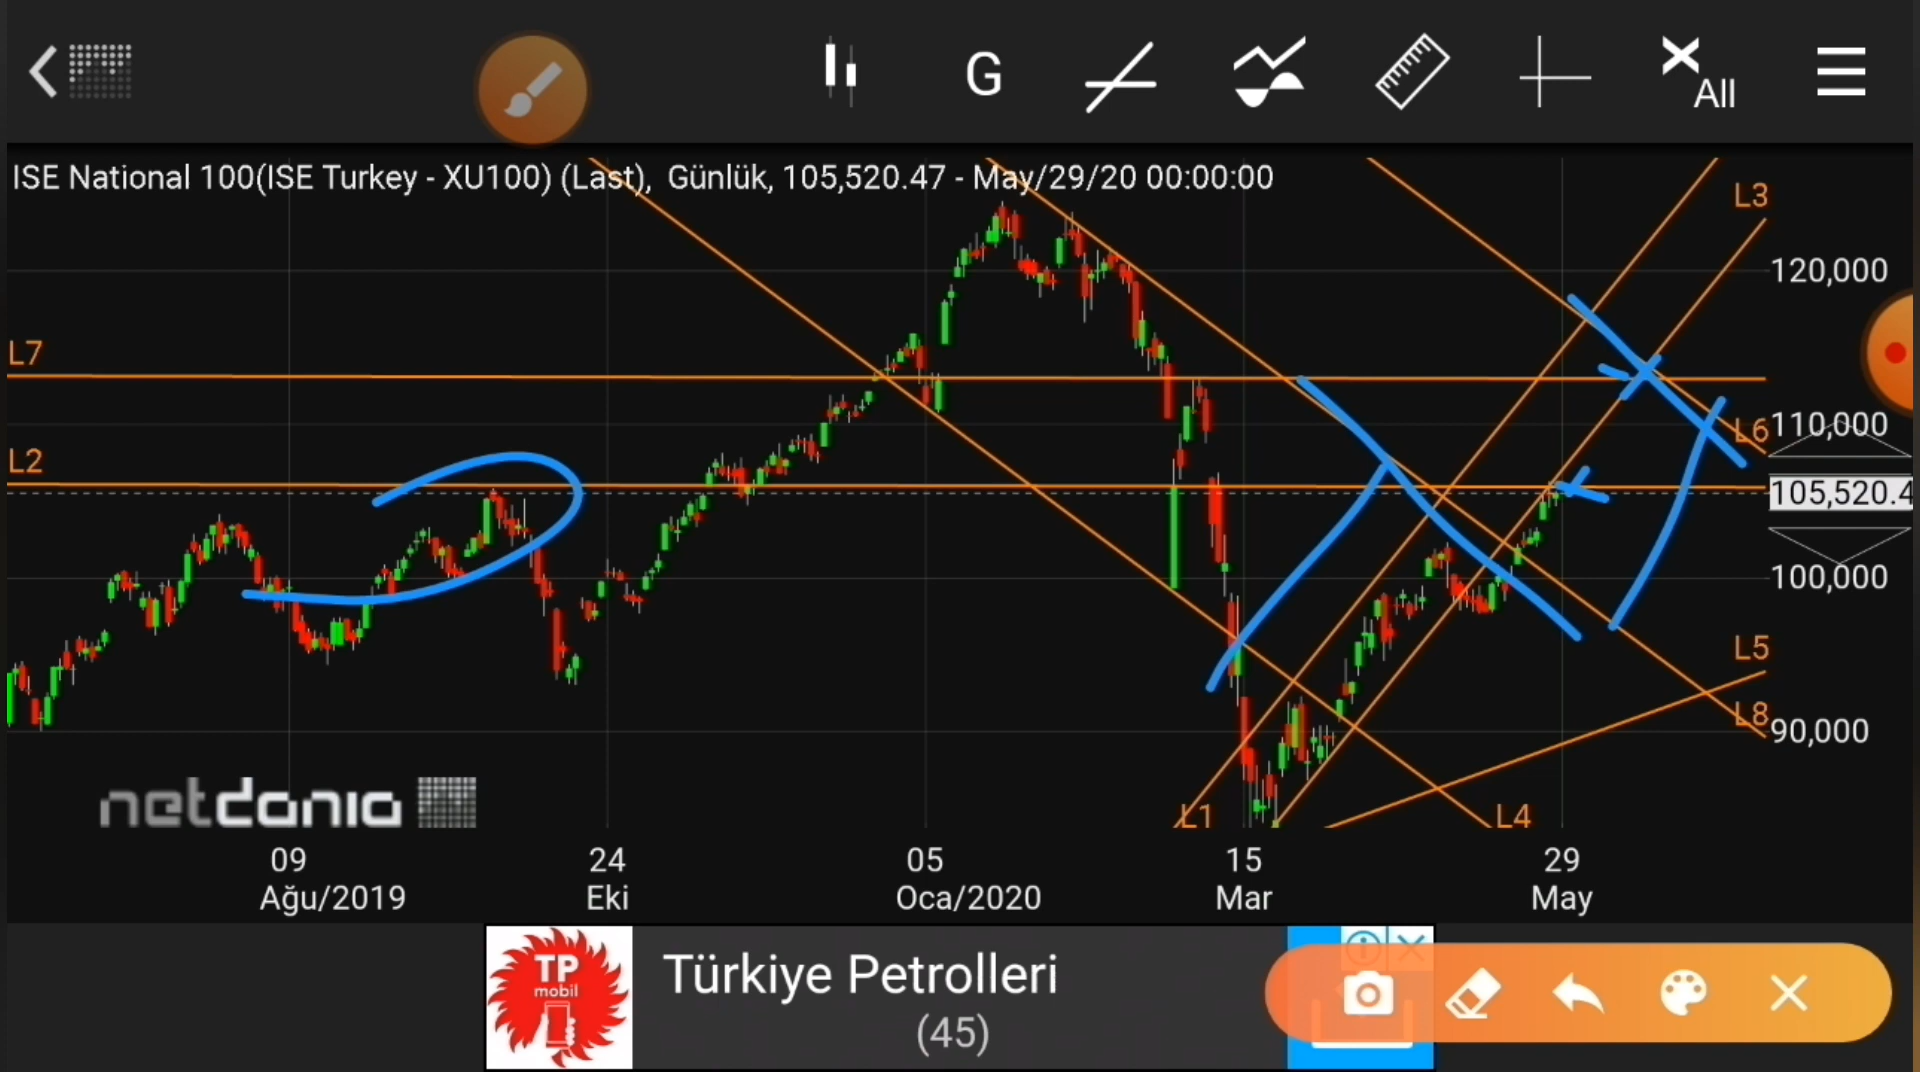 G
All
ISE National 100(ISE Turkey - XU100) (Last), Günlük, 105,520.47 - May/29/20 00:00:00
L3
120,000
L7
L6
110,000
L2
105,520.4
100,000
L5
L8
90,000
netdania
L1
L4
09
24
05
15
29
Ağu/2019
Eki
Oca/2020
Mar
May
TP
mobil
Türkiye Petrolleri
(45)